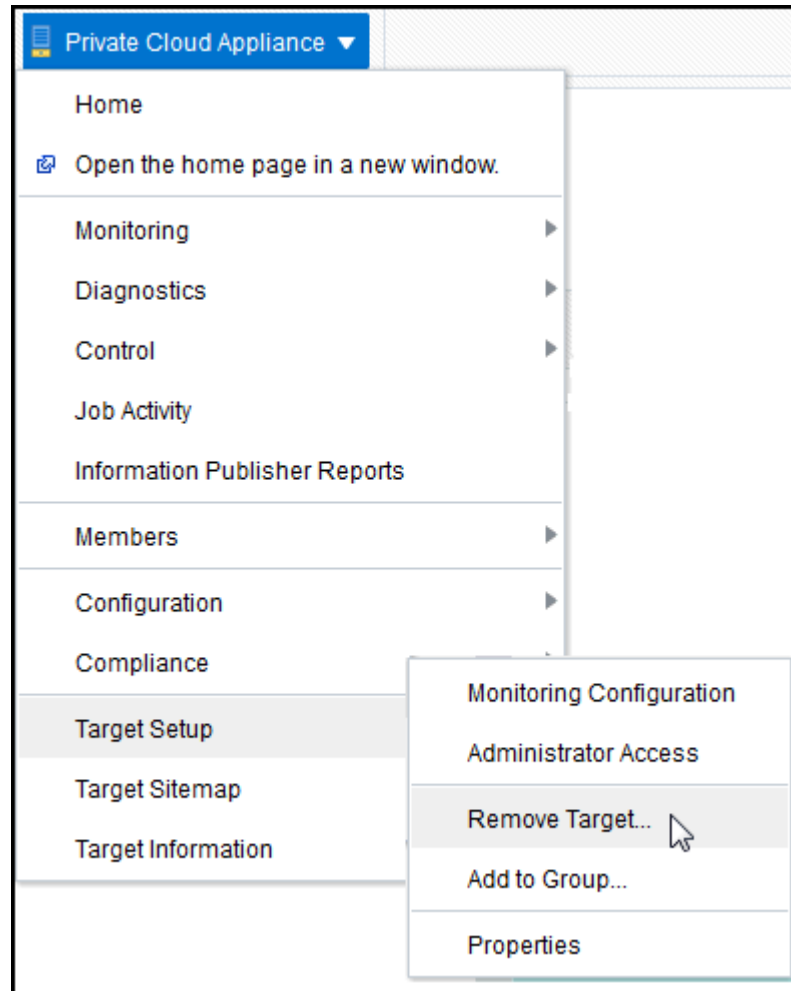 Private Cloud Appliance
Home
Open the home page in a new window.
Monitoring
Diagnostics
Control
Job Activity
Information Publisher Reports
Members
Configuration
Compliance
Target Setup
Target Sitemap
Target Information
Monitoring Configuration
Administrator Access
Remove Target...
Add to Group...
Properties